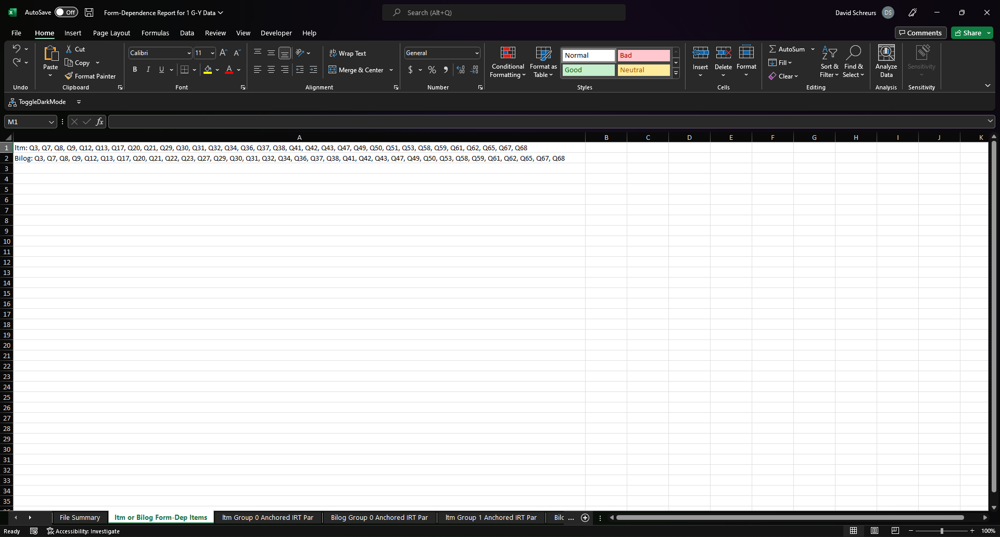 AutoSave Off Form-Dependence Report for 1 G-Y Data Search (Alt+Q) David Schreurs DS
File Home Insert Page Layout Formulas Data Review View Developer Help Comments Share
Cut
Copy
Format Painter
Paste
Undo
Clipboard
Calibri 11
B I U A
Font
Wrap Text
Merge & Center
Alignment
General
$ % 9
Number
Conditional Formatting
Format as Table
Normal Bad
Good Neutral
Styles
Insert Delete Format
Cells
AutoSum
Fill
Clear
Sort & Filter
Find & Select
Editing
Analyze Data
Analysis
Sensitivity
Sensitivity
ToggleDarkMode
M1 fx
A B C D E F G H I J K
1 ltm: Q3, Q7, Q8, Q9, Q12, Q13, Q17, Q20, Q21, Q29, Q30, Q31, Q32, Q34, Q36, Q37, Q38, Q41, Q42, Q43, Q47, Q49, Q50, Q51, Q53, Q58, Q59, Q61, Q62, Q65, Q67, Q68
2 Bilog: Q3, Q7, Q8, Q9, Q12, Q13, Q17, Q20, Q21, Q22, Q23, Q27, Q29, Q30, Q31, Q32, Q34, Q36, Q37, Q38, Q41, Q42, Q43, Q47, Q49, Q50, Q53, Q58, Q59, Q61, Q62, Q65, Q67, Q68
3
4
5
6
7
8
9
10
11
12
13
14
15
16
17
18
19
20
21
22
23
24
25
26
27
28
29
30
31
32
33
34
35
File Summary ltm or Bilog Form-Dep Items ltm Group 0 Anchored IRT Par Bilog Group 0 Anchored IRT Par ltm Group 1 Anchored IRT Par Bilc ...
Ready Accessibility: Investigate 100%